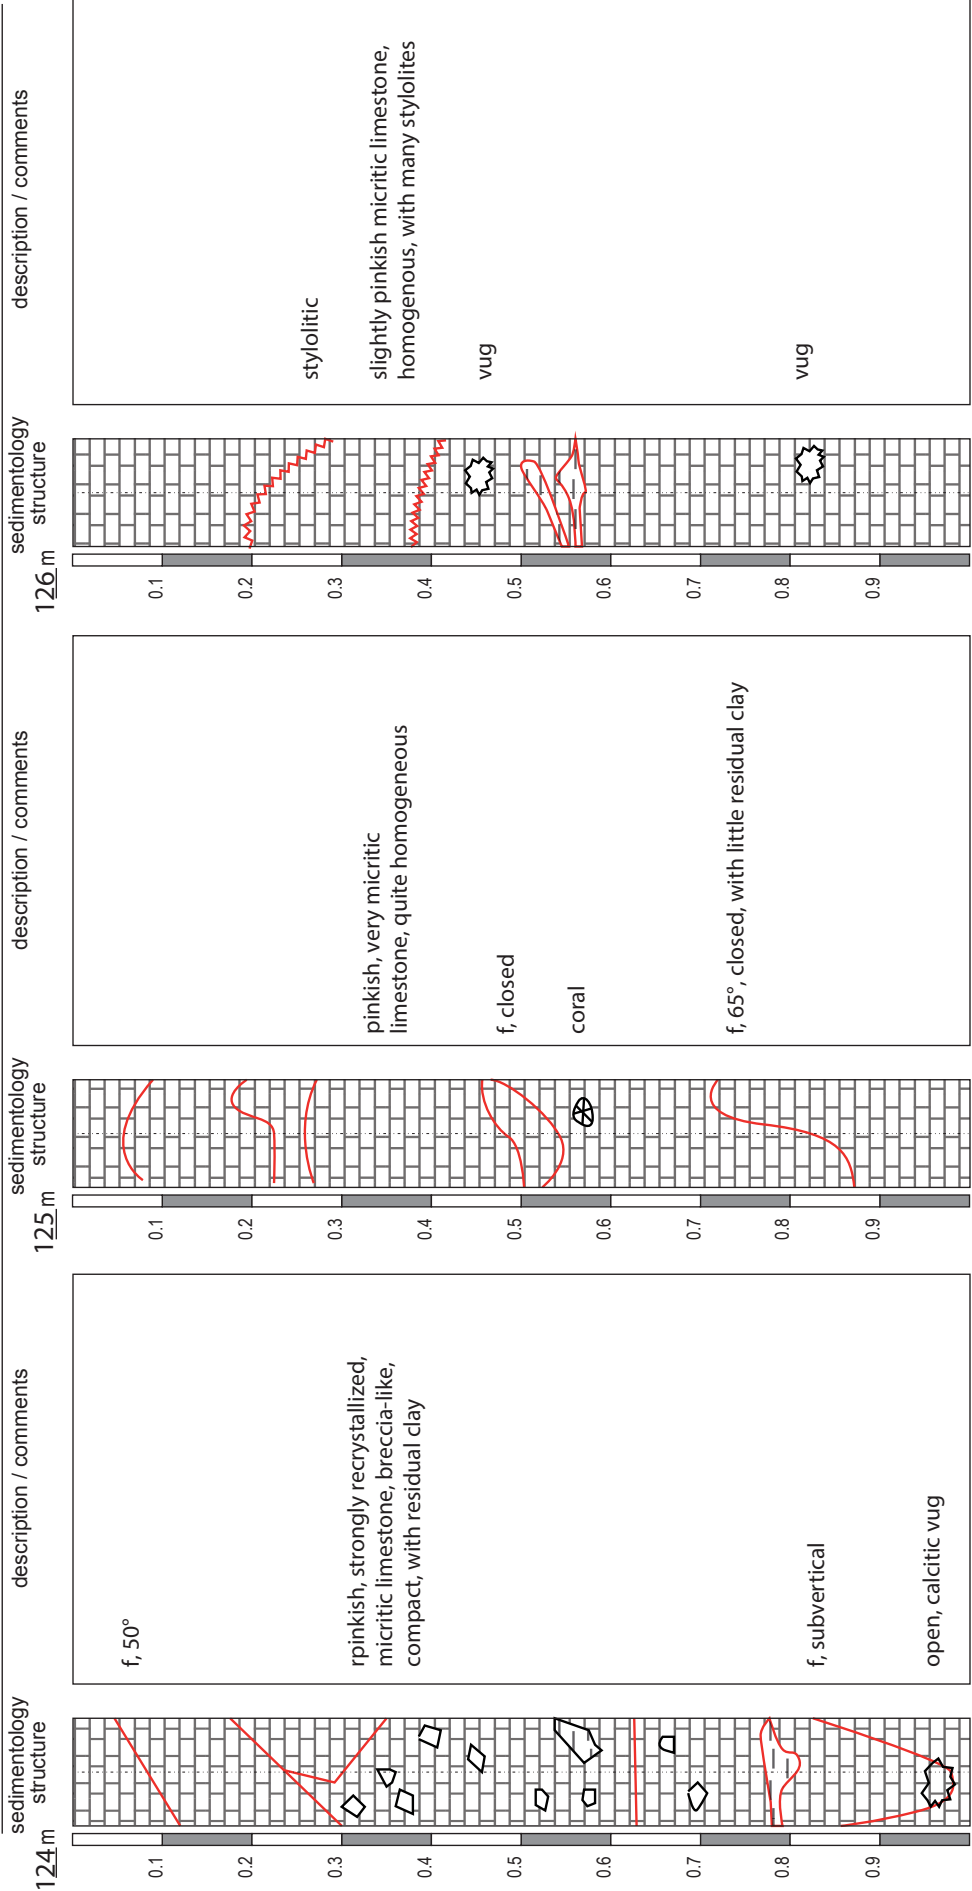 124 m
sedimentology
structure
description / comments
0.1
0.2
0.3
0.4
0.5
0.6
0.7
0.8
0.9
f, 50°
rpinkish, strongly recrystallized,
micritic limestone, breccia-like,
compact, with residual clay
f, subvertical
open, calcitic vug
125 m
sedimentology
structure
description / comments
0.1
0.2
0.3
0.4
0.5
0.6
0.7
0.8
0.9
pinkish, very micritic
limestone, quite homogeneous
f, closed
coral
f, 65°, closed, with little residual clay
126 m
sedimentology
structure
description / comments
0.1
0.2
0.3
0.4
0.5
0.6
0.7
0.8
0.9
stylolitic
slightly pinkish micritic limestone,
homogenous, with many stylolites
vug
vug